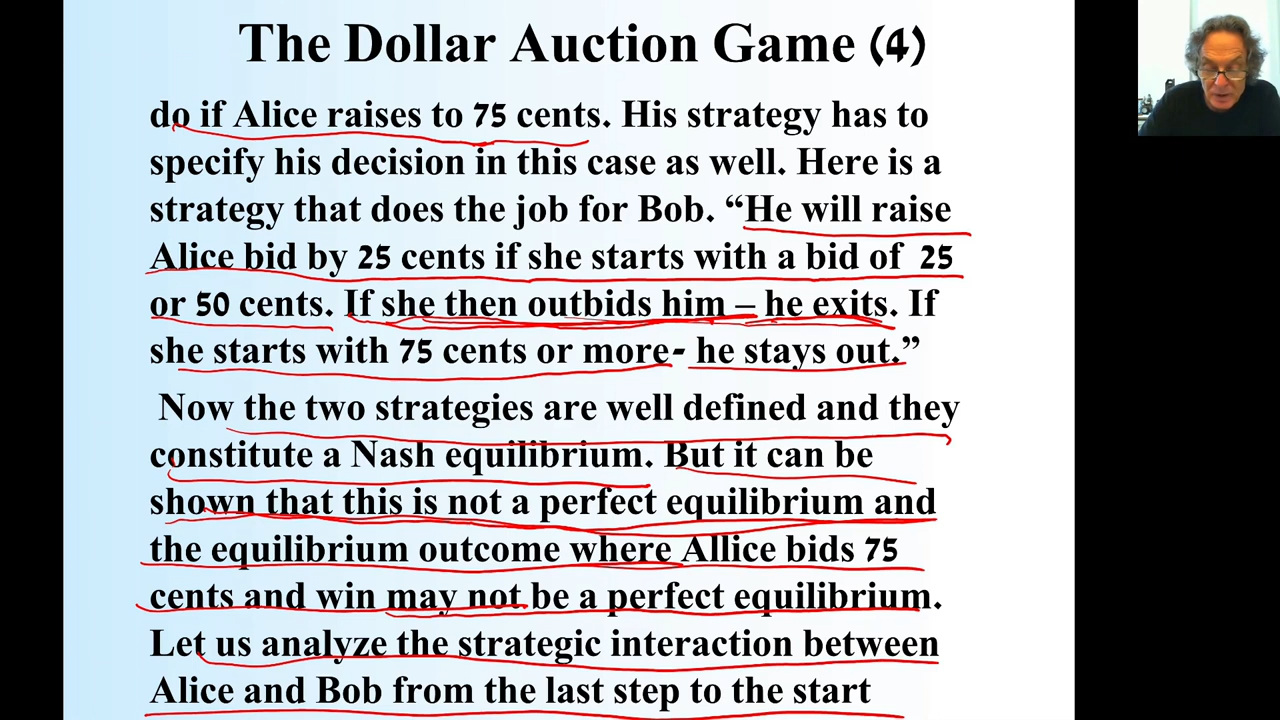 The Dollar Auction Game (4)
do if Alice raises to 75 cents. His strategy has to
specify his decision in this case as well. Here is a
strategy that does the job for Bob. “He will raise
Alice bid by 25 cents if she starts with a bid of 25
or 50 cents. If she then outbids him – he exits. If
she starts with 75 cents or more- he stays out.”
Now the two strategies are well defined and they
constitute a Nash equilibrium. But it can be
shown that this is not a perfect equilibrium and
the equilibrium outcome where Allice bids 75
cents and win may not be a perfect equilibrium.
Let us analyze the strategic interaction between
Alice and Bob from the last step to the start